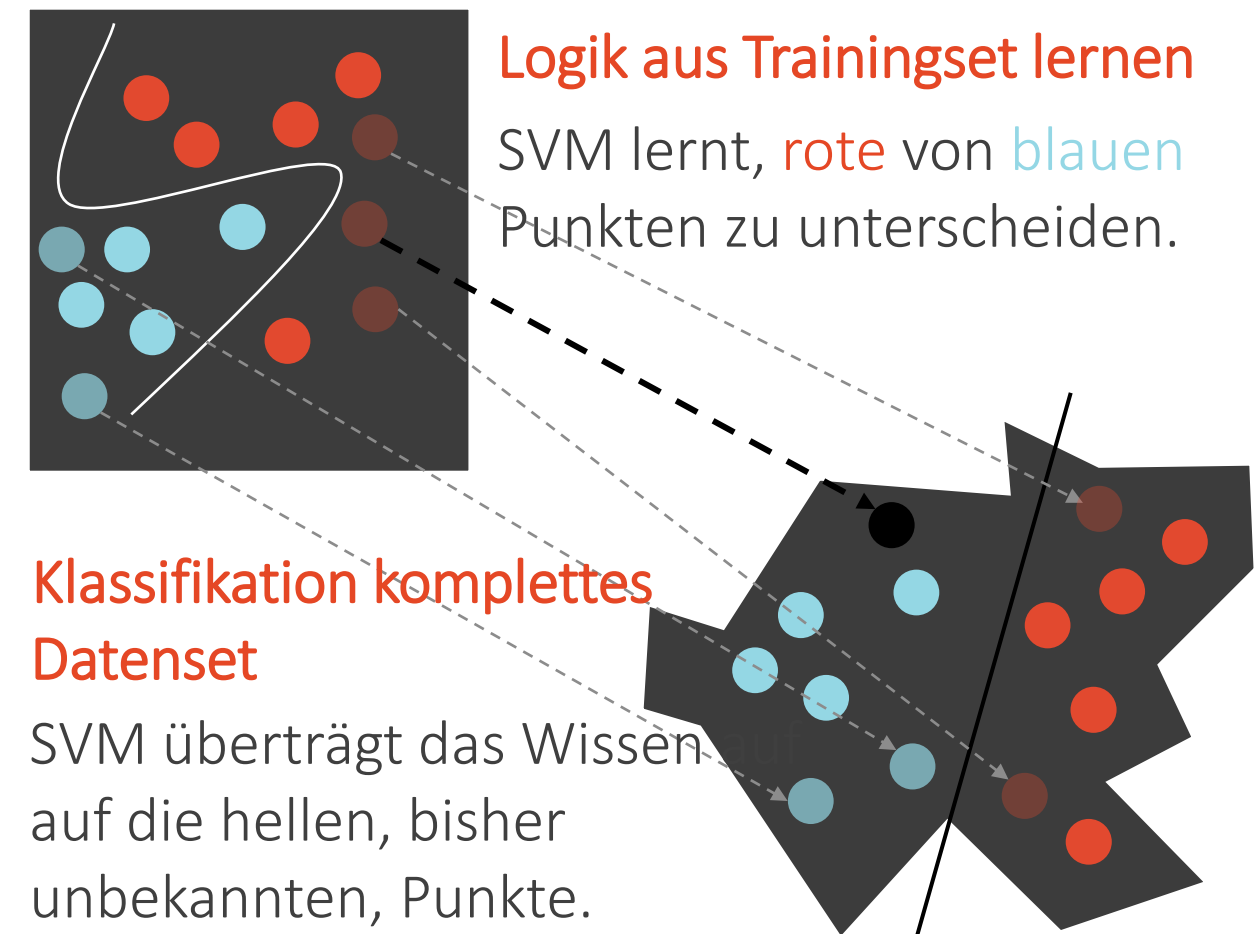 Logik aus Trainingset lernen
SVM lernt, rote von blauen
Punkten zu unterscheiden.
Klassifikation komplettes
Datenset
SVM überträgt das Wissen auf
auf die hellen, bisher
unbekannten, Punkte.